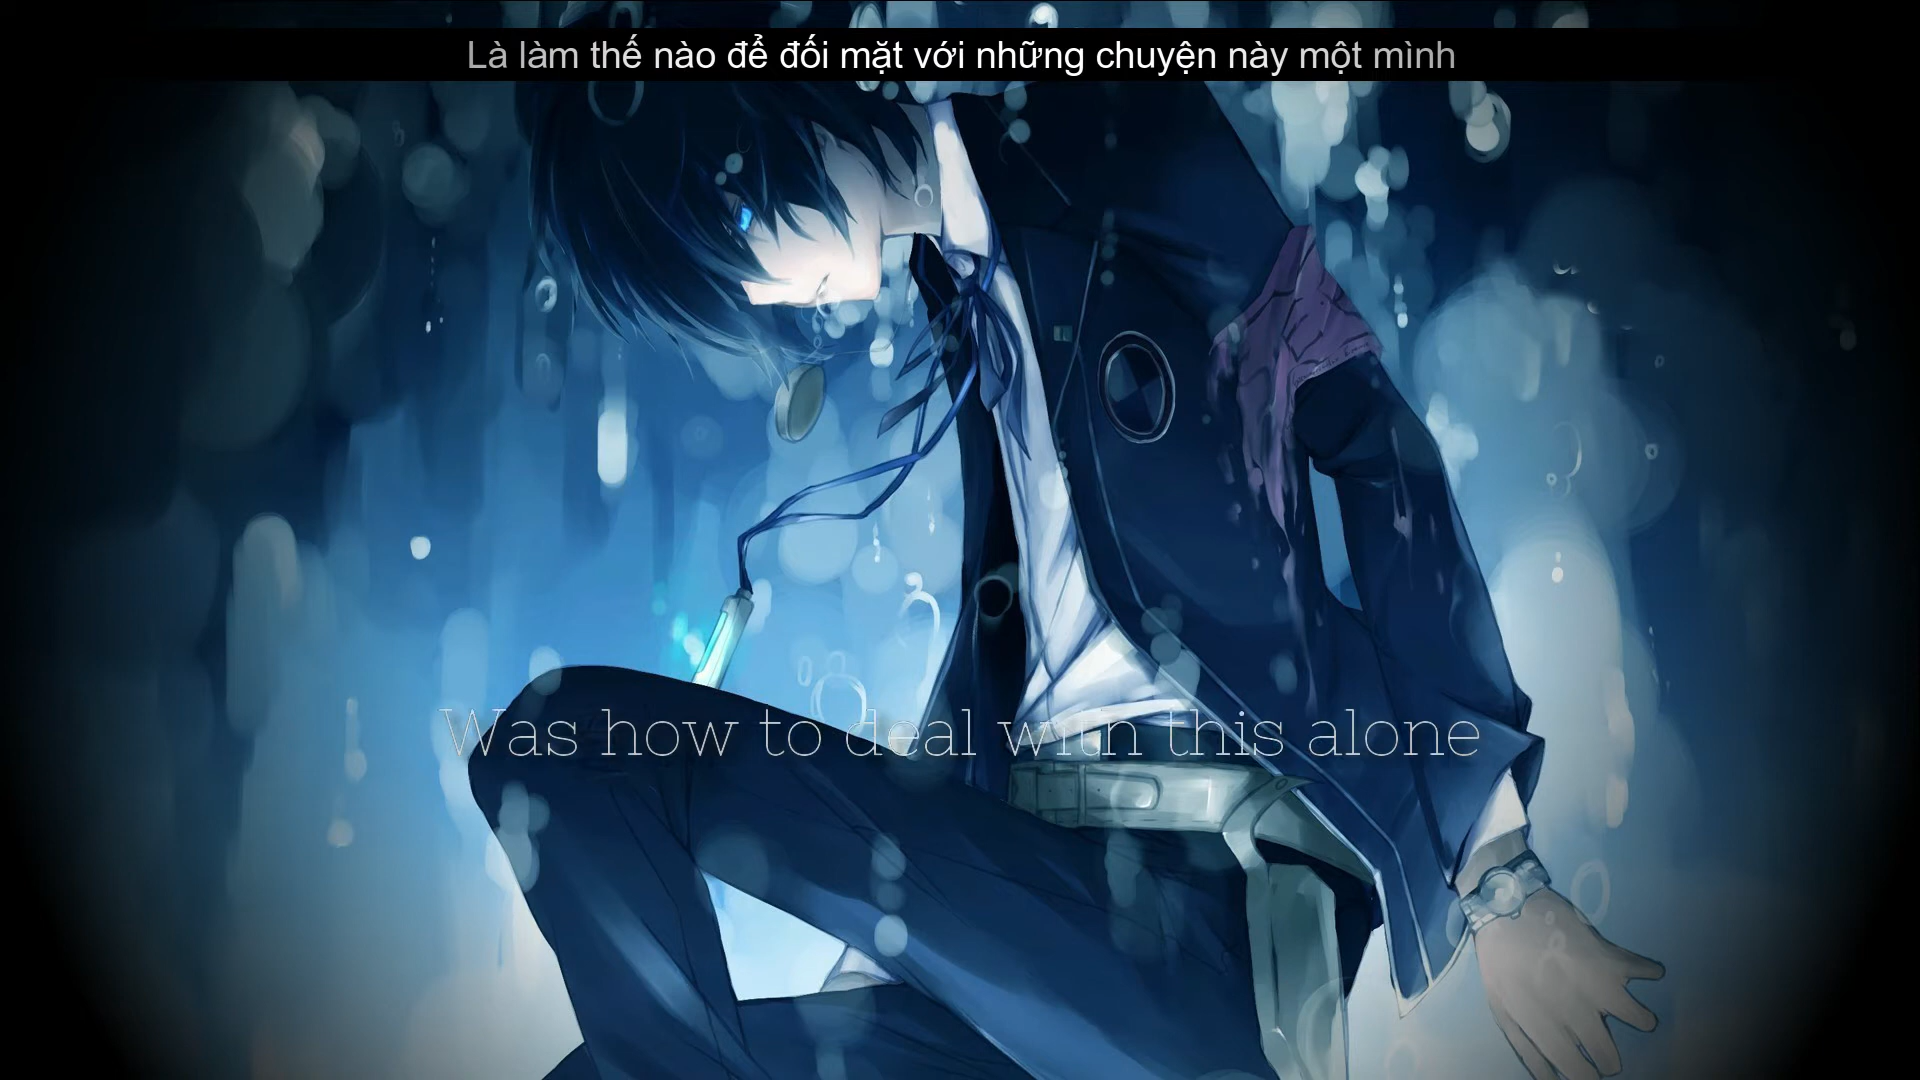 Là làm thế nào để đối mặt với những chuyện này một mình
Was how to deal with this alone